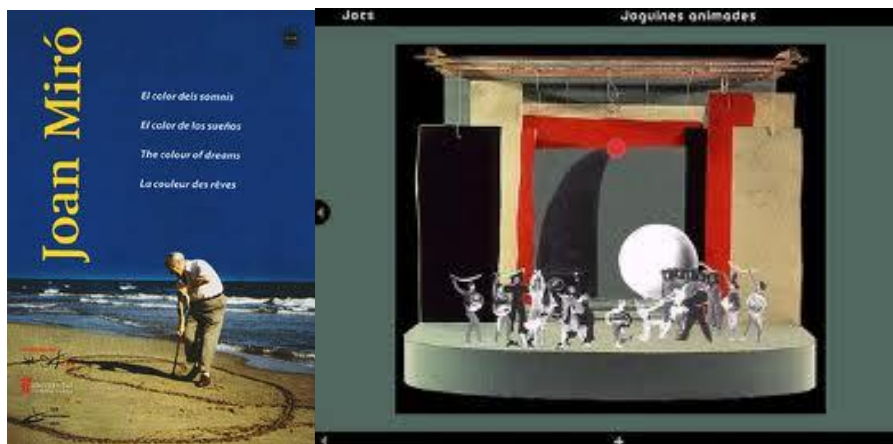 Joan Miró
El color dels somnis
El color de los sueños
The colour of dreams
La couleur des rêves
Jocs
Joguines animades